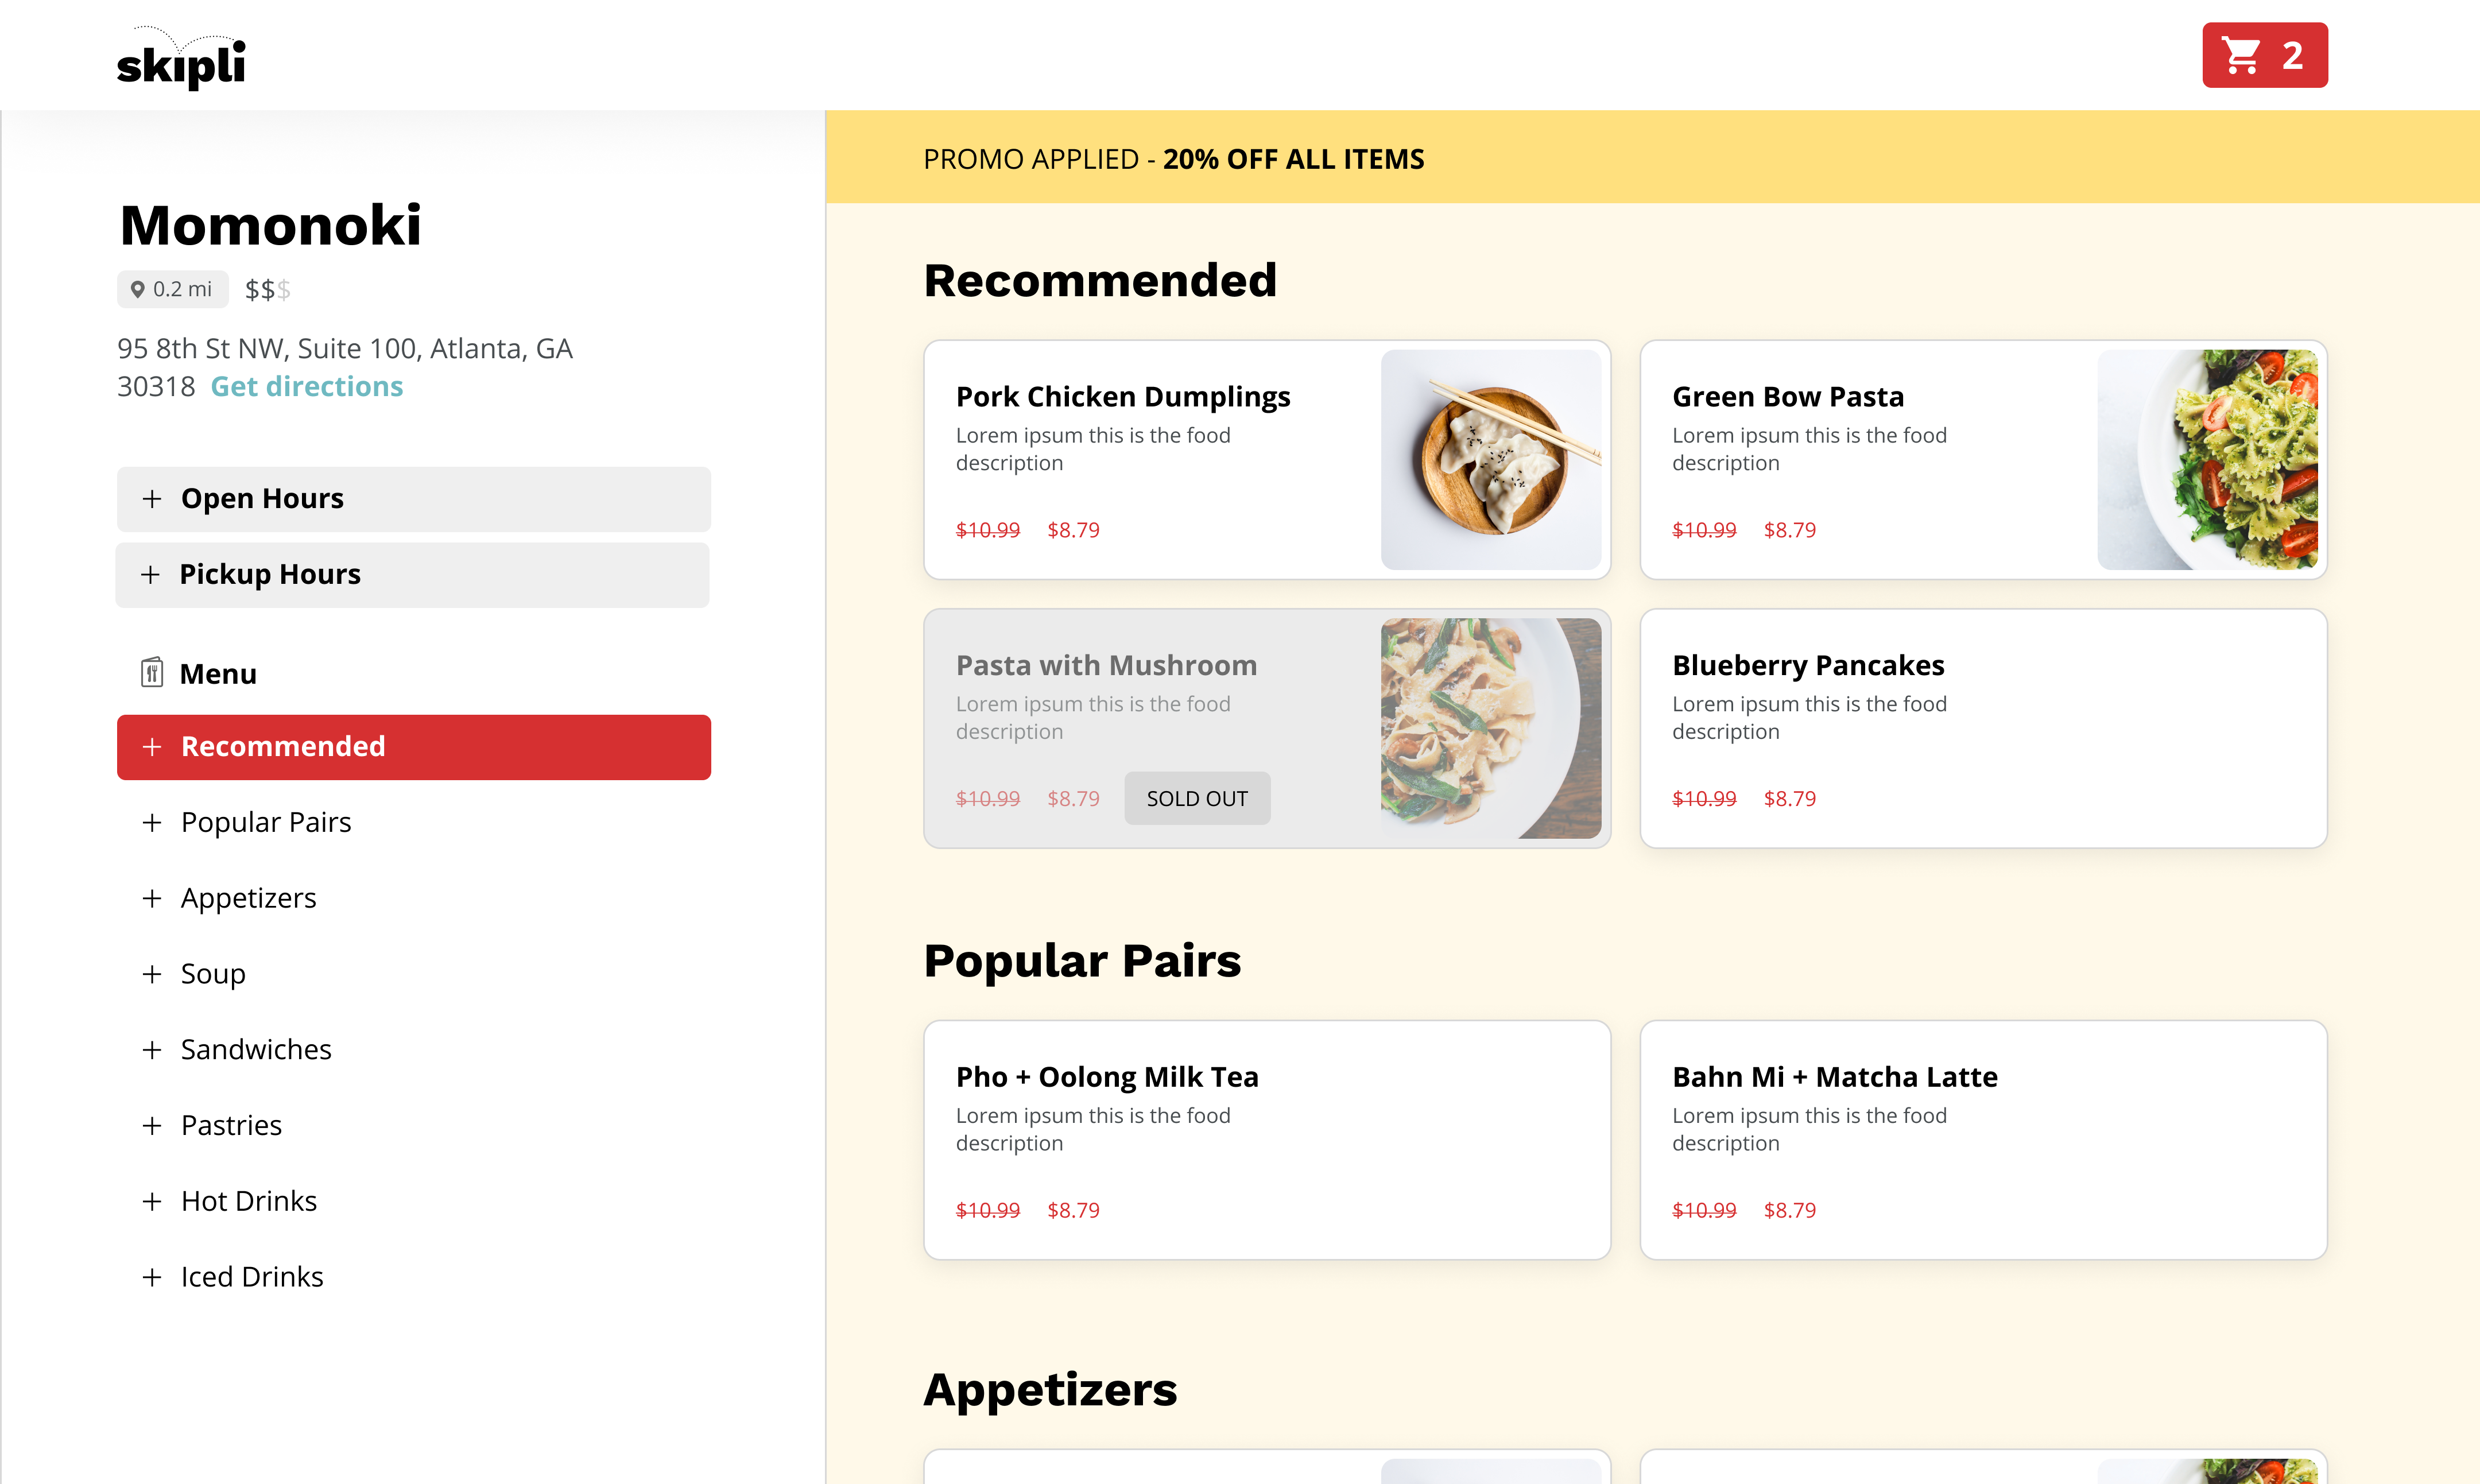 skipli
2
Momonoki
0.2 mi $$$
95 8th St NW, Suite 100, Atlanta, GA
30318 Get directions
Open Hours
Pickup Hours
Menu
Recommended
Popular Pairs
Appetizers
Soup
Sandwiches
Pastries
Hot Drinks
Iced Drinks
PROMO APPLIED - 20% OFF ALL ITEMS
Recommended
Pork Chicken Dumplings
Lorem ipsum this is the food
description
$10.99 $8.79
Green Bow Pasta
Lorem ipsum this is the food
description
$10.99 $8.79
Pasta with Mushroom
Lorem ipsum this is the food
description
$10.99 $8.79 SOLD OUT
Blueberry Pancakes
Lorem ipsum this is the food
description
$10.99 $8.79
Popular Pairs
Pho + Oolong Milk Tea
Lorem ipsum this is the food
description
$10.99 $8.79
Bahn Mi + Matcha Latte
Lorem ipsum this is the food
description
$10.99 $8.79
Appetizers